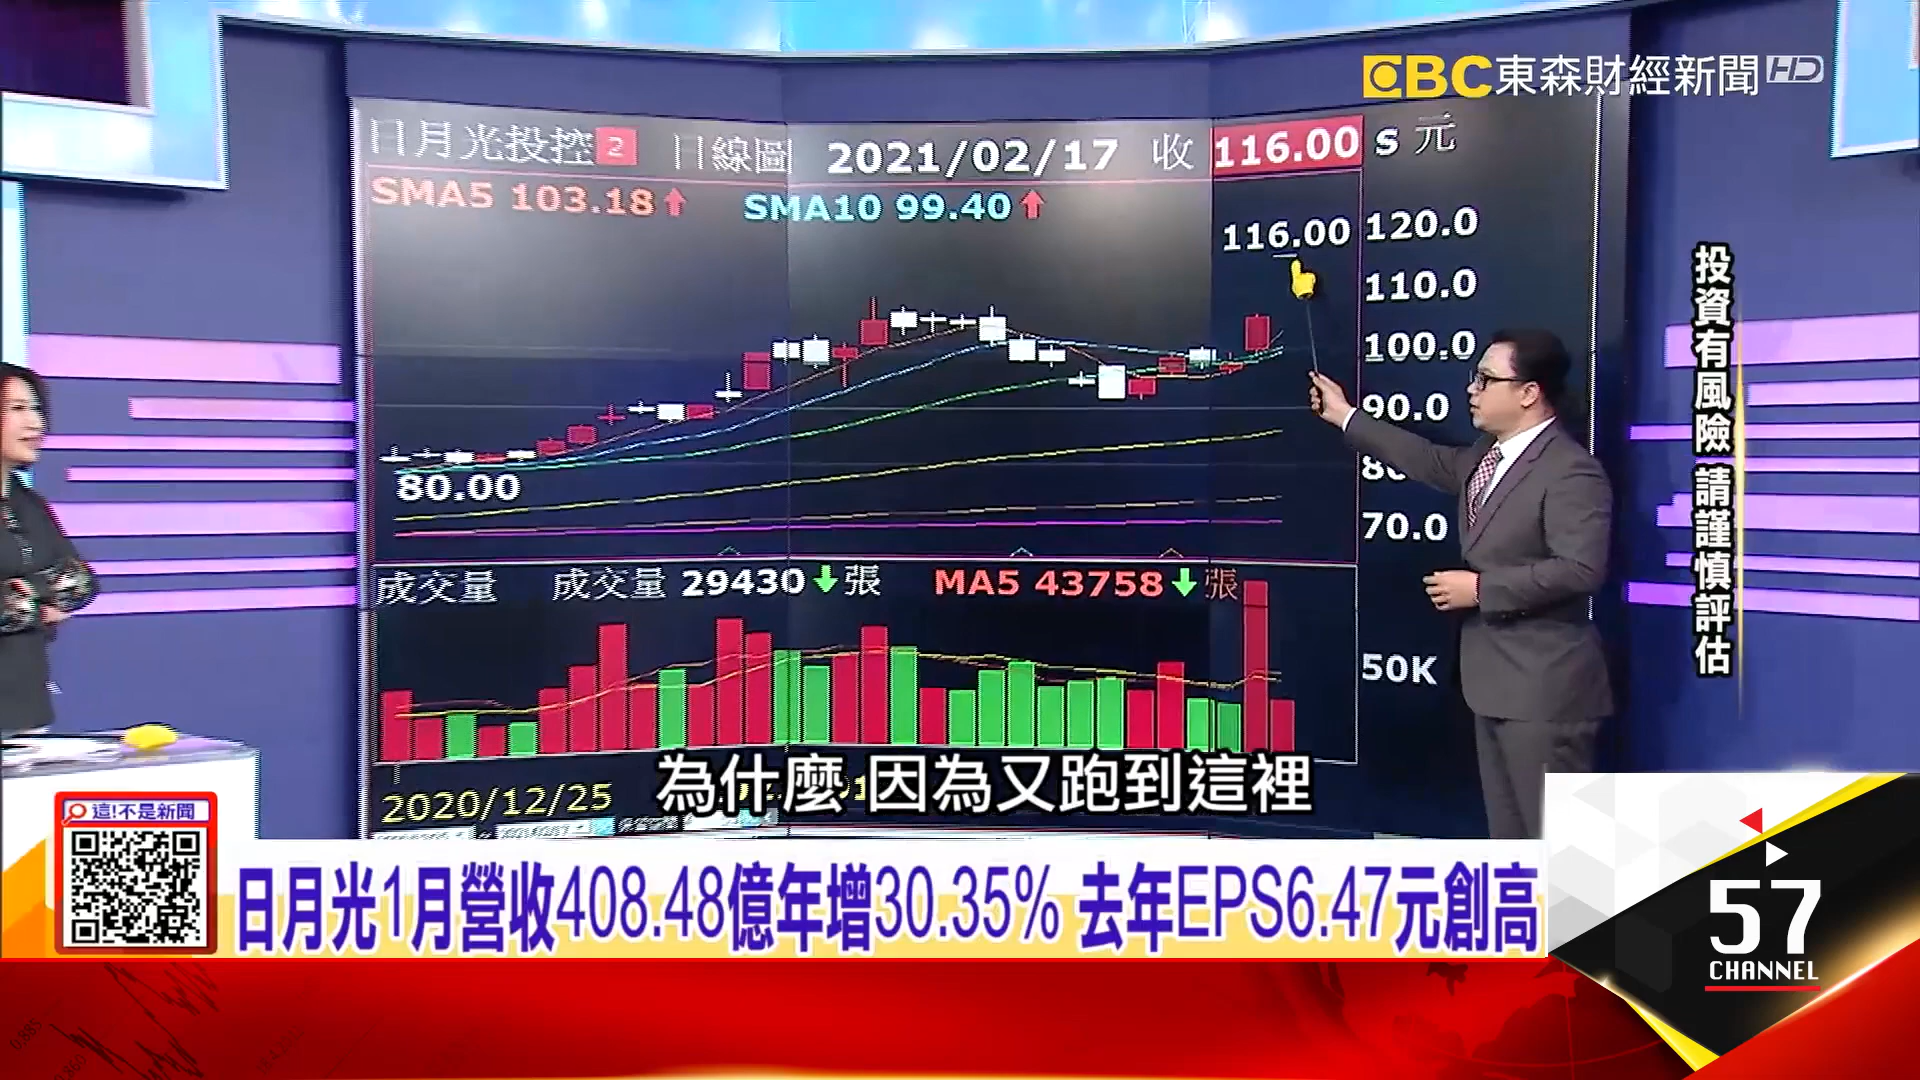 EBC東森財經新聞HD
日月光投控 2 日線圖 2021/02/17 收 116.00 s 元
SMA5 103.18↑ SMA10 99.40↑
116.00
120.0
110.0
100.0
90.0
70.0
80.00
成交量 成交量 29430↓張 MA5 43758↓張
50K
2020/12/25
投資有風險 請謹慎評估
為什麼 因為又跑到這裡
這!不是新聞
日月光1月營收408.48億年增30.35% 去年EPS6.47元創高
57
CHANNEL